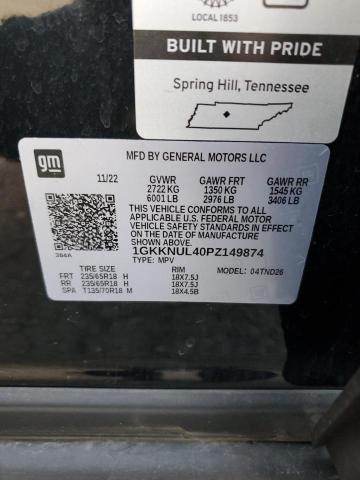 LOCAL 1853
BUILT WITH PRIDE
Spring Hill, Tennessee
gm
MFD BY GENERAL MOTORS LLC
11/22 GVWR GAWR FRT GAWR RR
2722 KG 1350 KG 1545 KG
6001 LB 2976 LB 3406 LB
THIS VEHICLE CONFORMS TO ALL
APPLICABLE U.S. FEDERAL MOTOR
VEHICLE SAFETY STANDARDS IN
EFFECT ON THE DATE OF
MANUFACTURE SHOWN ABOVE.
1GKKNUL40PZ149874
384A
TYPE: MPV
TIRE SIZE RIM MODEL: 04TND26
FRT 235/65R18 H 18X7.5J
RR 235/65R18 H 18X7.5J
SPA T135/70R18 M 18X4.5B